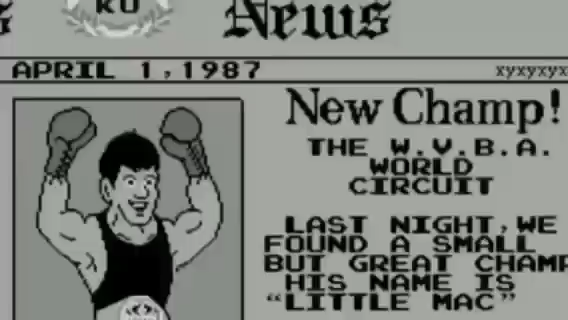 KO
News
APRIL 1,1987
xyxyxyx
New Champ!
THE W.V.B.A.
WORLD
CIRCUIT
LAST NIGHT,WE
FOUND A SMALL
BUT GREAT CHAMP
HIS NAME IS
“LITTLE MAC”